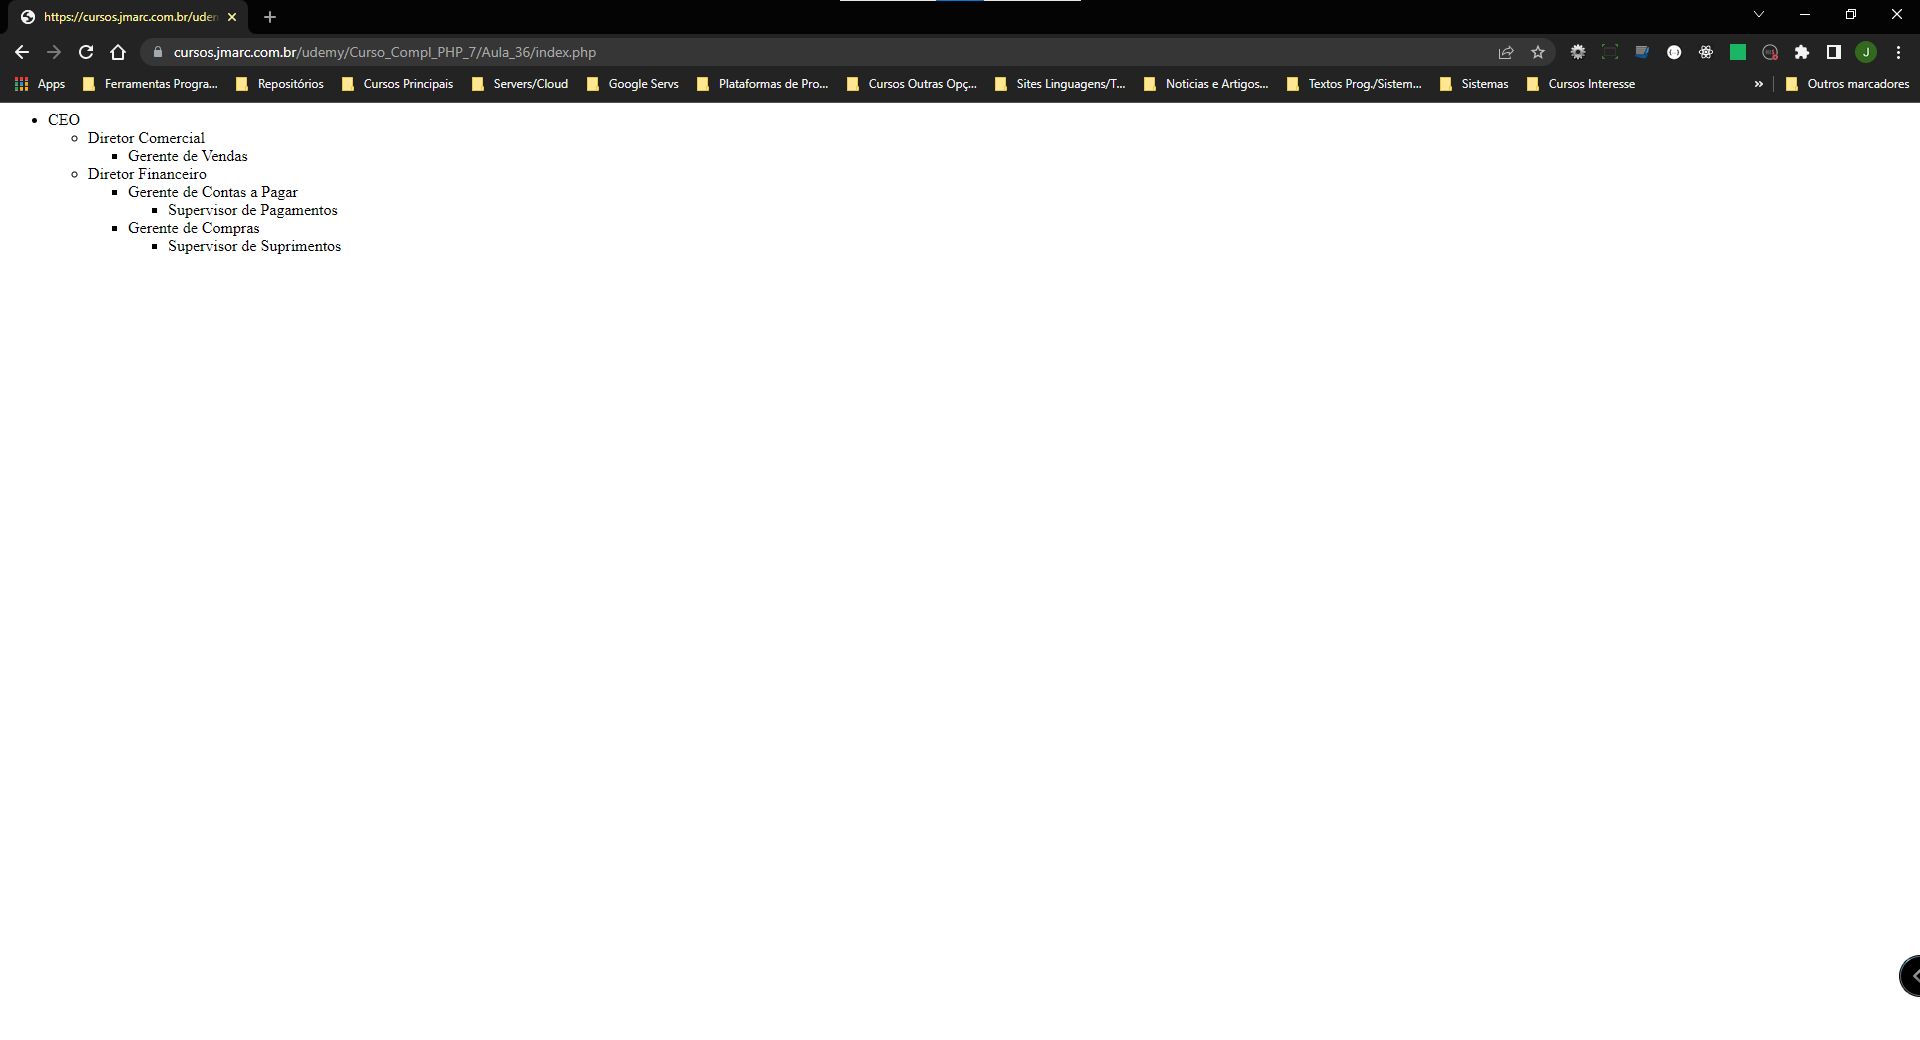 https://cursos.jmarc.com.br/uder
cursos.jmarc.com.br/udemy/Curso_Compl_PHP_7/Aula_36/index.php
J
Apps Ferramentas Progra... Repositórios Cursos Principais Servers/Cloud Google Servs Plataformas de Pro... Cursos Outras Opç... Sites Linguagens/T... Noticias e Artigos... Textos Prog./Sistem... Sistemas Cursos Interesse » Outros marcadores
CEO
Diretor Comercial
Gerente de Vendas
Diretor Financeiro
Gerente de Contas a Pagar
Supervisor de Pagamentos
Gerente de Compras
Supervisor de Suprimentos